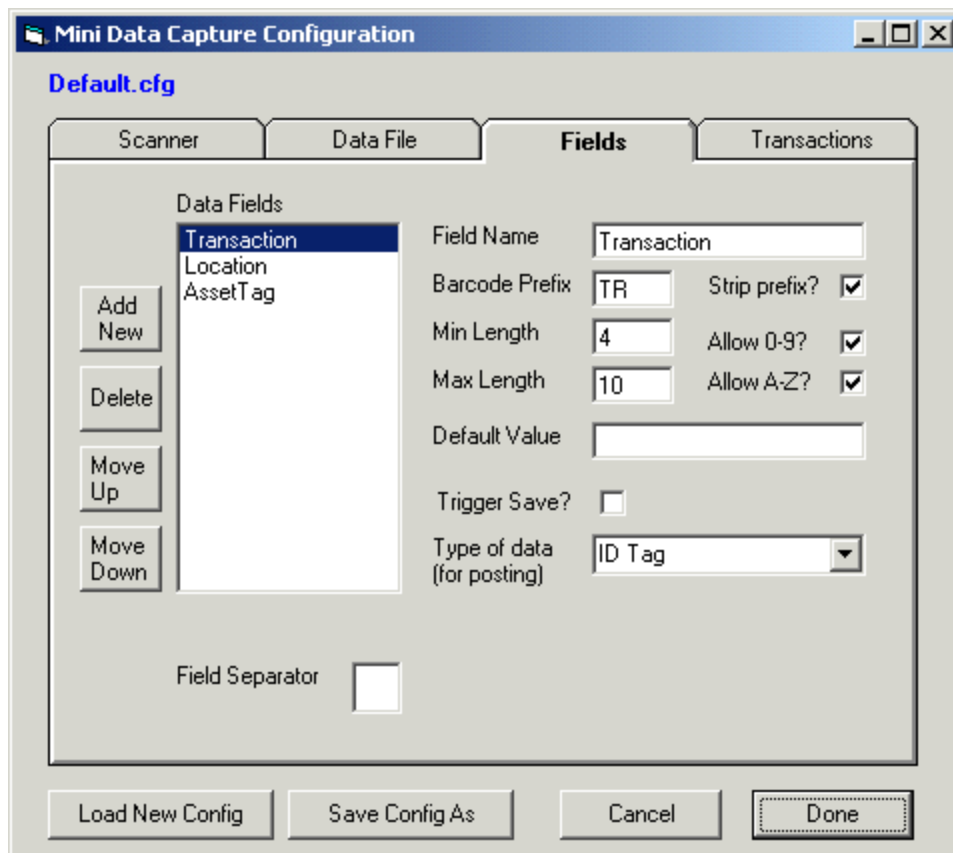 Mini Data Capture Configuration
Default.cfg
Scanner
Data File
Fields
Transactions
Data Fields
Transaction
Location
AssetTag
Add
New
Delete
Move
Up
Move
Down
Field Name
Transaction
Barcode Prefix
TR
Strip prefix?
Min Length
4
Allow 0-9?
Max Length
10
Allow A-Z?
Default Value
Trigger Save?
Type of data
(for posting)
ID Tag
Field Separator
Load New Config
Save Config As
Cancel
Done